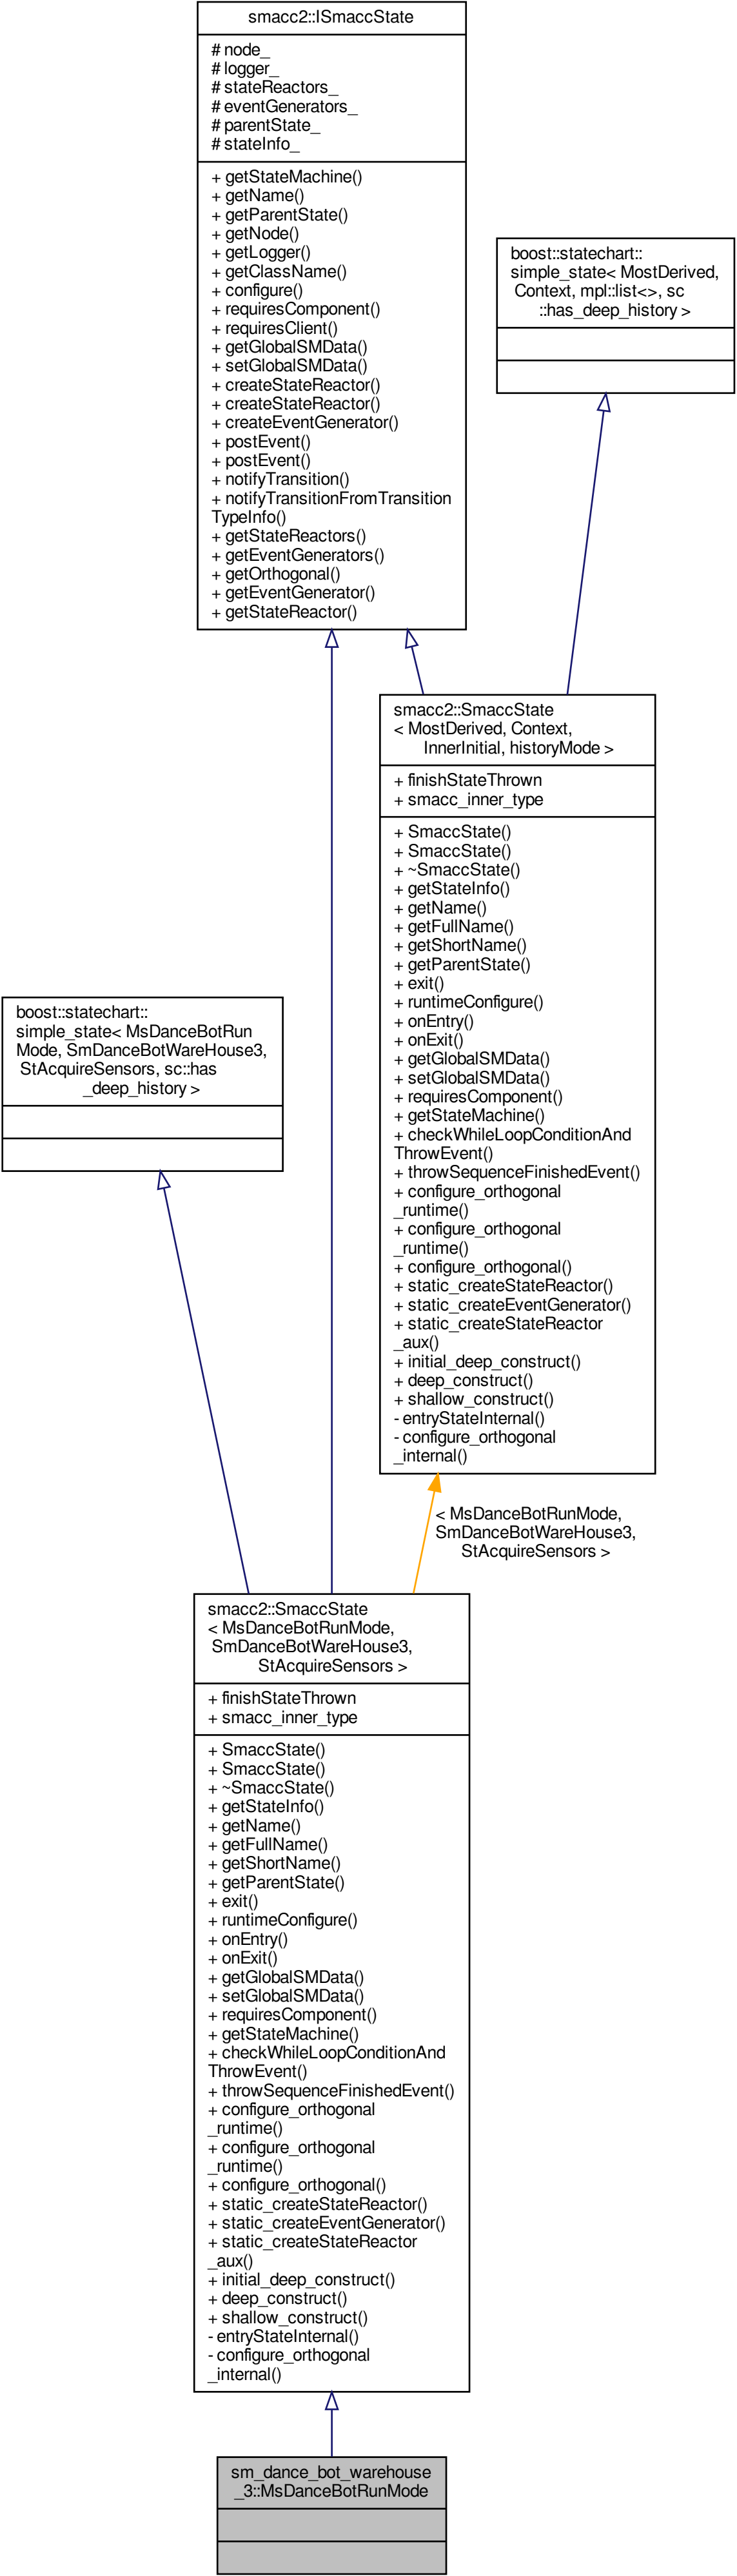 smacc2::ISmaccState
# node_
# logger_
# stateReactors_
# eventGenerators_
# parentState_
# stateInfo_
+ getStateMachine()
+ getName()
+ getParentState()
+ getNode()
+ getLogger()
+ getClassName()
+ configure()
+ requiresComponent()
+ requiresClient()
+ getGlobalSMData()
+ setGlobalSMData()
+ createStateReactor()
+ createStateReactor()
+ createEventGenerator()
+ postEvent()
+ postEvent()
+ notifyTransition()
+ notifyTransitionFromTransition
TypeInfo()
+ getStateReactors()
+ getEventGenerators()
+ getOrthogonal()
+ getEventGenerator()
+ getStateReactor()
boost::statechart::
simple_state< MostDerived,
Context, mpl::list<>, sc
::has_deep_history >
smacc2::SmaccState
< MostDerived, Context,
InnerInitial, historyMode >
+ finishStateThrown
+ smacc_inner_type
+ SmaccState()
+ SmaccState()
+ ~SmaccState()
+ getStateInfo()
+ getName()
+ getFullName()
+ getShortName()
+ getParentState()
+ exit()
+ runtimeConfigure()
+ onEntry()
+ onExit()
+ getGlobalSMData()
+ setGlobalSMData()
+ requiresComponent()
+ getStateMachine()
+ checkWhileLoopConditionAnd
ThrowEvent()
+ throwSequenceFinishedEvent()
+ configure_orthogonal
_runtime()
+ configure_orthogonal
_runtime()
+ configure_orthogonal()
+ static_createStateReactor()
+ static_createEventGenerator()
+ static_createStateReactor
_aux()
+ initial_deep_construct()
+ deep_construct()
+ shallow_construct()
- entryStateInternal()
- configure_orthogonal
_internal()
boost::statechart::
simple_state< MsDanceBotRun
Mode, SmDanceBotWareHouse3,
StAcquireSensors, sc::has
_deep_history >
< MsDanceBotRunMode,
SmDanceBotWareHouse3,
StAcquireSensors >
smacc2::SmaccState
< MsDanceBotRunMode,
SmDanceBotWareHouse3,
StAcquireSensors >
+ finishStateThrown
+ smacc_inner_type
+ SmaccState()
+ SmaccState()
+ ~SmaccState()
+ getStateInfo()
+ getName()
+ getFullName()
+ getShortName()
+ getParentState()
+ exit()
+ runtimeConfigure()
+ onEntry()
+ onExit()
+ getGlobalSMData()
+ setGlobalSMData()
+ requiresComponent()
+ getStateMachine()
+ checkWhileLoopConditionAnd
ThrowEvent()
+ throwSequenceFinishedEvent()
+ configure_orthogonal
_runtime()
+ configure_orthogonal
_runtime()
+ configure_orthogonal()
+ static_createStateReactor()
+ static_createEventGenerator()
+ static_createStateReactor
_aux()
+ initial_deep_construct()
+ deep_construct()
+ shallow_construct()
- entryStateInternal()
- configure_orthogonal
_internal()
sm_dance_bot_warehouse
_3::MsDanceBotRunMode